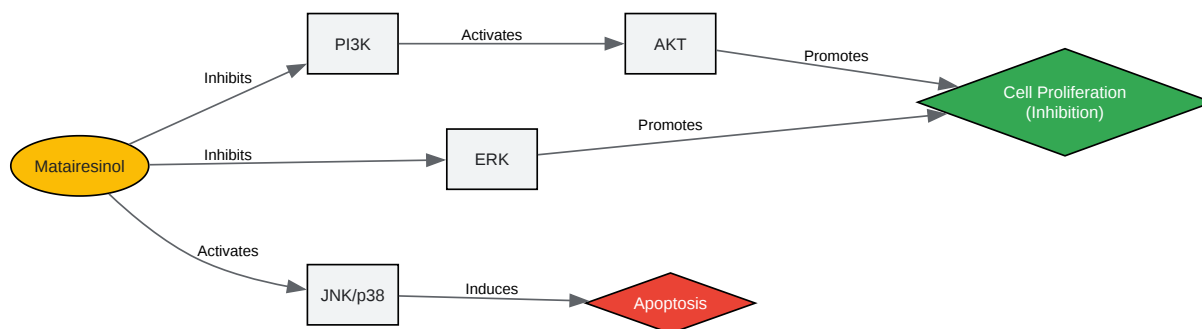 PI3K
Activates
AKT
Promotes
Cell Proliferation
(Inhibition)
Inhibits
Promotes
Matairesinol
Inhibits
ERK
Activates
JNK/p38
Induces
Apoptosis